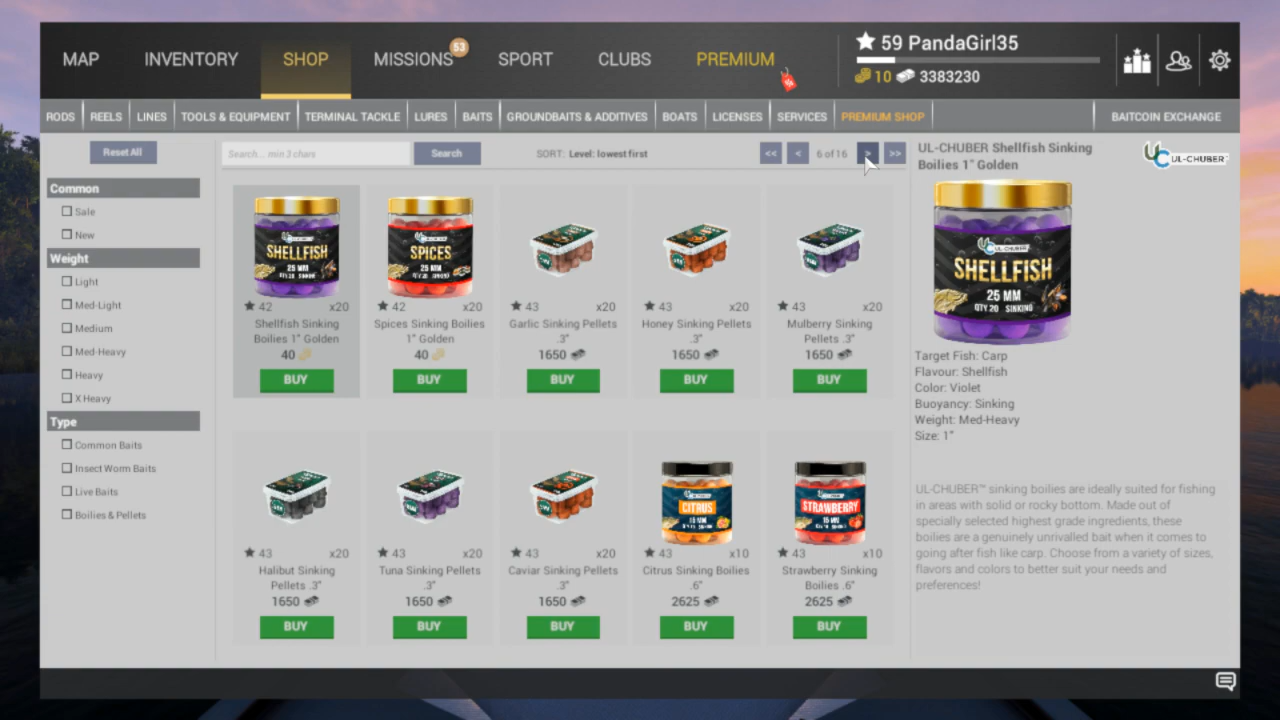 MAP
INVENTORY
SHOP
MISSIONS
53
SPORT
CLUBS
PREMIUM
59 PandaGirl35
10
3383230
RODS
REELS
LINES
TOOLS & EQUIPMENT
TERMINAL TACKLE
LURES
BAITS
GROUNDBAITS & ADDITIVES
BOATS
LICENSES
SERVICES
PREMIUM SHOP
BAITCOIN EXCHANGE
Reset All
Search... min 3 chars
Search
SORT: Level: lowest first
<<
<
6 of 16
>
>>
Common
Sale
New
Weight
Light
Med-Light
Medium
Med-Heavy
Heavy
X Heavy
Type
Common Baits
Insect Worm Baits
Live Baits
Boilies & Pellets
SHELLFISH
25 MM
42 x20
Shellfish Sinking
Boilies 1" Golden
40
BUY
SPICES
25 MM
42 x20
Spices Sinking Boilies
1" Golden
40
BUY
43 x20
Garlic Sinking Pellets
.3"
1650
BUY
43 x20
Honey Sinking Pellets
.3"
1650
BUY
43 x20
Mulberry Sinking
Pellets .3"
1650
BUY
43 x20
Halibut Sinking
Pellets .3"
1650
BUY
43 x20
Tuna Sinking Pellets
.3"
1650
BUY
43 x20
Caviar Sinking Pellets
.3"
1650
BUY
CITRUS
15 MM
43 x10
Citrus Sinking Boilies
.6"
2625
BUY
STRAWBERRY
15 MM
43 x10
Strawberry Sinking
Boilies .6"
2625
BUY
UL-CHUBER Shellfish Sinking
Boilies 1" Golden
UL-CHUBER
UL-CHUBER
SHELLFISH
25 MM
QTY 20 SINKING
Target Fish: Carp
Flavour: Shellfish
Color: Violet
Buoyancy: Sinking
Weight: Med-Heavy
Size: 1"
UL-CHUBER™ sinking boilies are ideally suited for fishing
in areas with solid or rocky bottom. Made out of
specially selected highest grade ingredients, these
boilies are a genuinely unrivalled bait when it comes to
going after fish like carp. Choose from a variety of sizes,
flavors and colors to better suit your needs and
preferences!